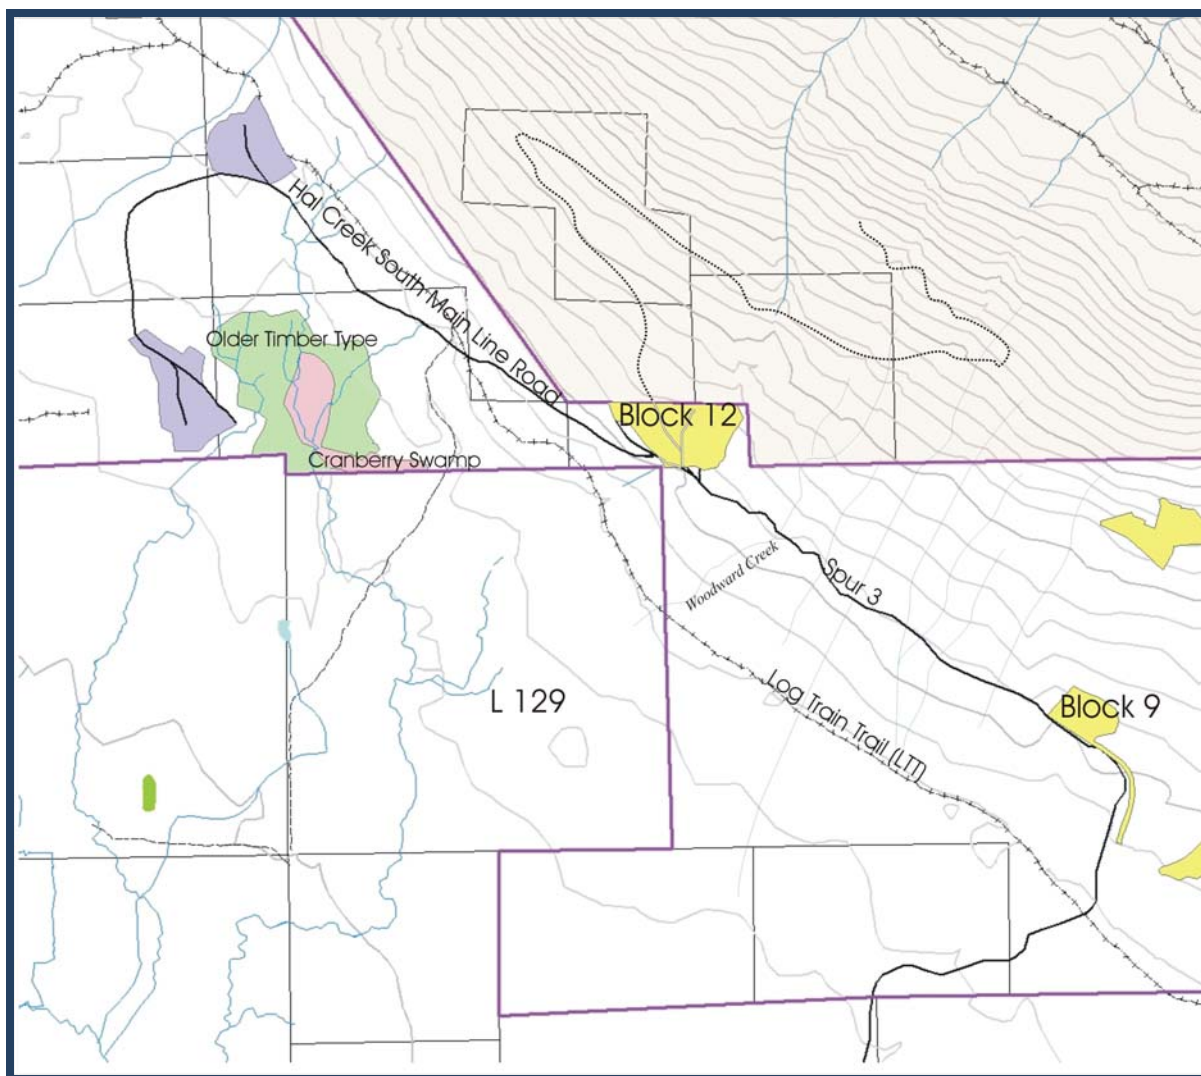 Hal Creek South Main Line Road
Older Timber Type
Block 12
Cranberry Swamp
Woodward Creek
Spur 3
L 129
Log Train Trail (LTT)
Block 9